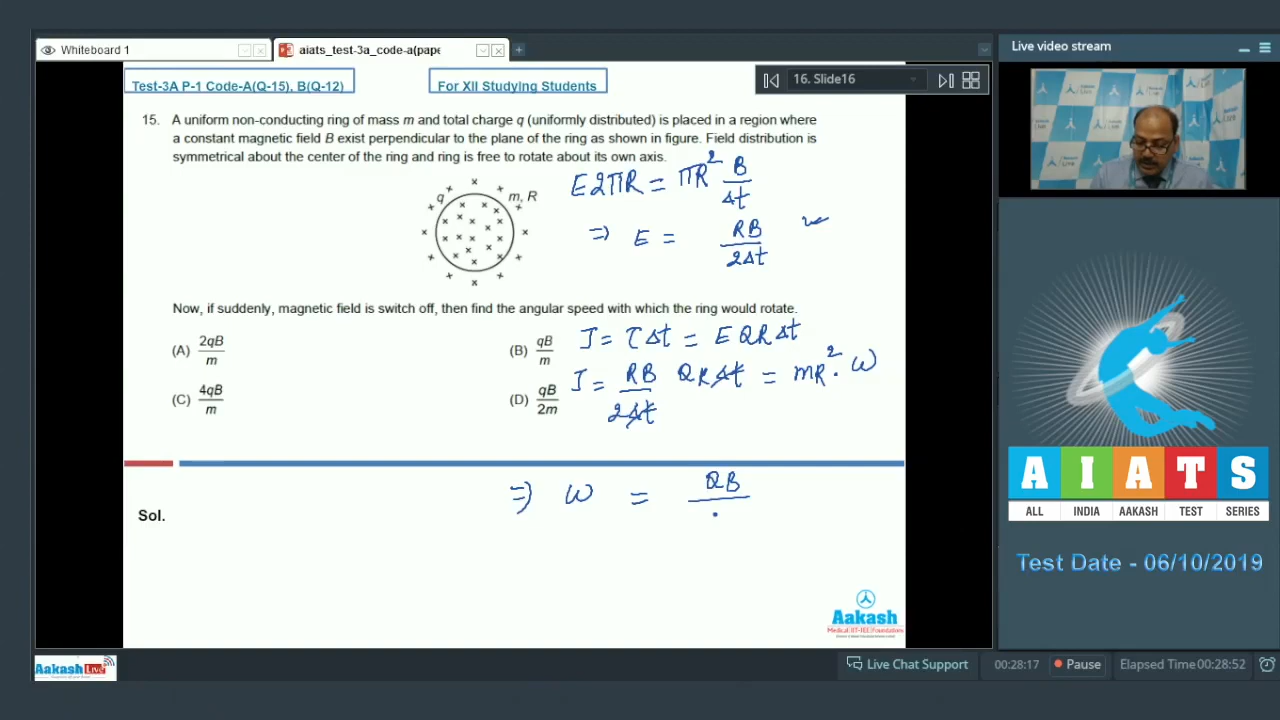 Whiteboard 1
aiats_test-3a_code-a(pape
Live video stream
Test-3A P-1 Code-A(Q-15), B(Q-12)
For XII Studying Students
16. Slide16
15. A uniform non-conducting ring of mass m and total charge q (uniformly distributed) is placed in a region where
a constant magnetic field B exist perpendicular to the plane of the ring as shown in figure. Field distribution is
symmetrical about the center of the ring and ring is free to rotate about its own axis.
q
m, R
E2πR = πR² B/Δt
⇒ E = RB/2Δt
Now, if suddenly, magnetic field is switch off, then find the angular speed with which the ring would rotate.
(A) 2qB/m
(B) qB/m
J = τΔt = EQRΔt
(C) 4qB/m
(D) qB/2m
J = RB/2Δt QRΔt = mR². ω
⇒ ω = QB/
Sol.
AIATS
ALL INDIA AAKASH TEST SERIES
Test Date - 06/10/2019
Aakash
Medical|IIT-JEE|Foundations
Aakash Live
Live Chat Support
00:28:17
Pause
Elapsed Time 00:28:52